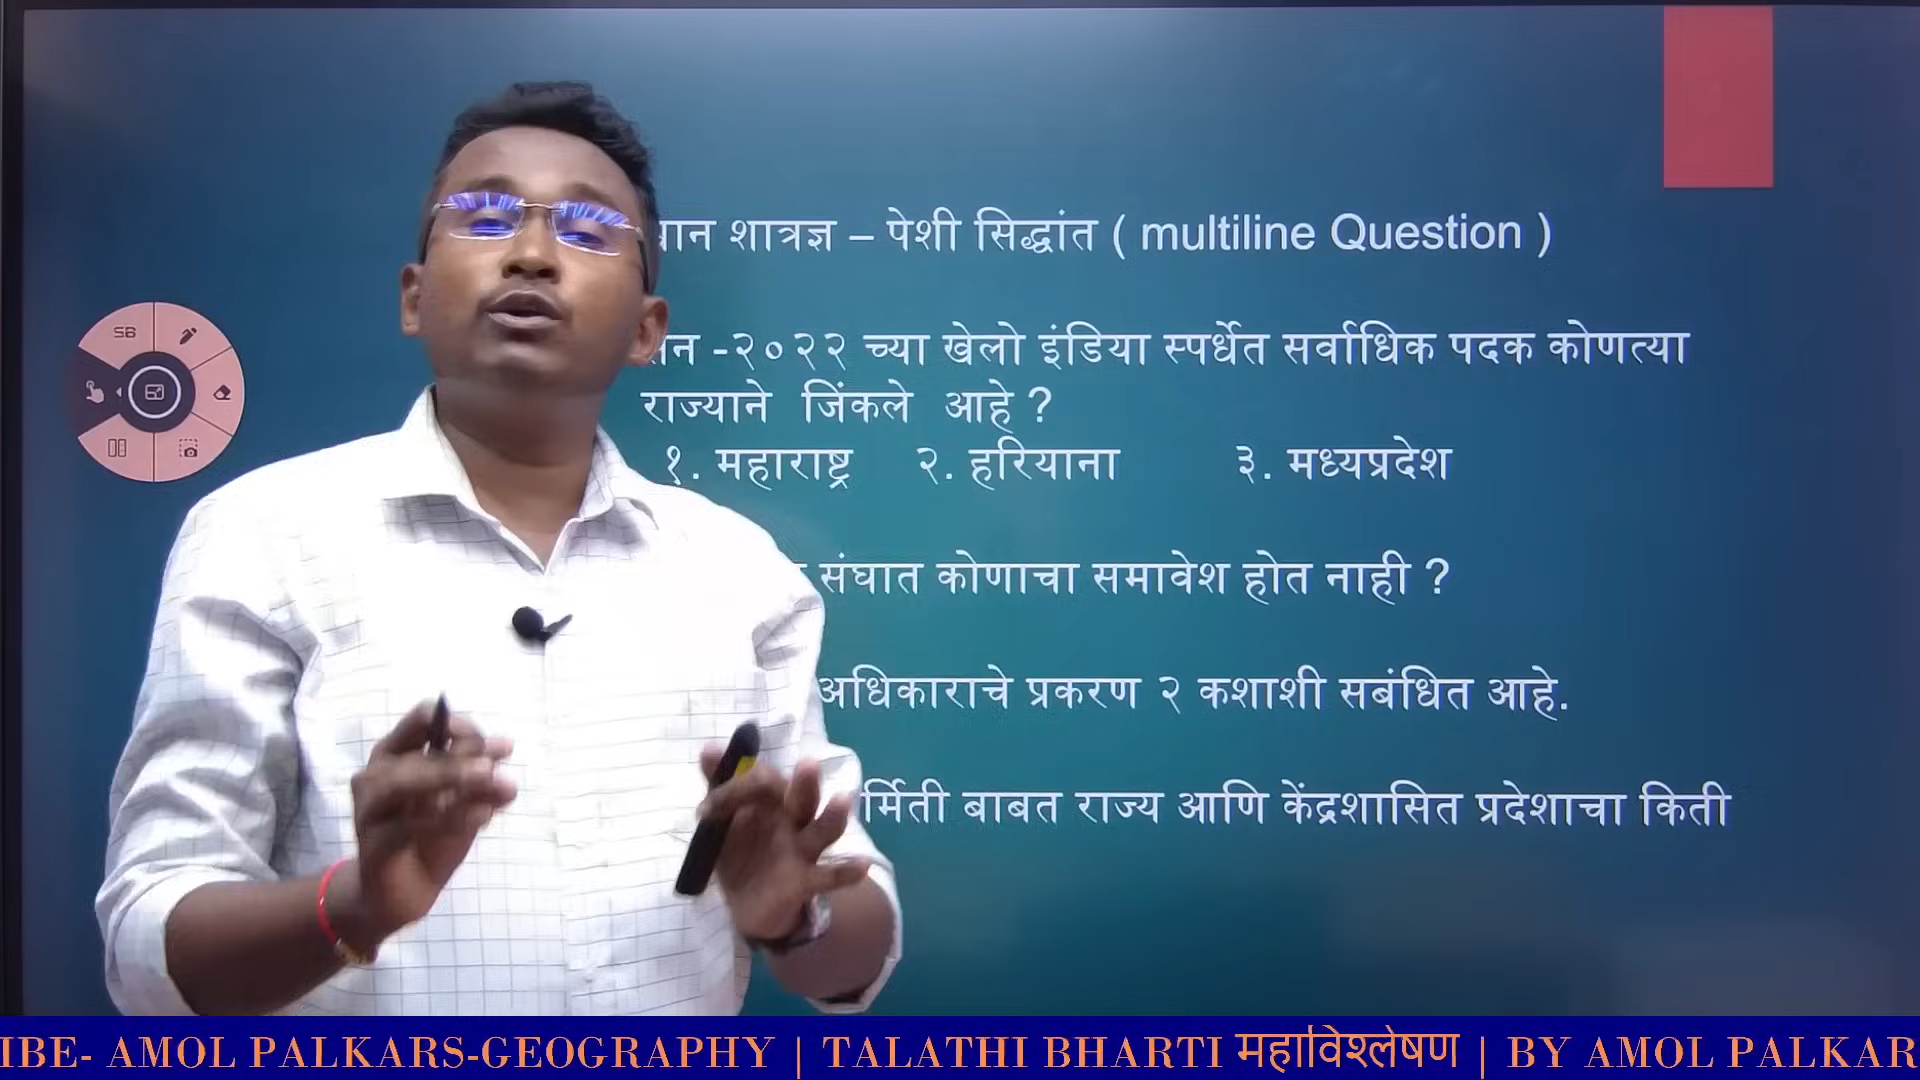 शात्रज्ञ – पेशी सिद्धांत ( multiline Question )
-२०२२ च्या खेलो इंडिया स्पर्धेत सर्वाधिक पदक कोणत्या
राज्याने जिंकले आहे ?
१. महाराष्ट्र २. हरियाना ३. मध्यप्रदेश
संघात कोणाचा समावेश होत नाही ?
अधिकाराचे प्रकरण २ कशाशी सबंधित आहे.
बाबत राज्य आणि केंद्रशासित प्रदेशाचा किती
SB
IBE- AMOL PALKARS-GEOGRAPHY | TALATHI BHARTI महाविश्लेषण | BY AMOL PALKAR